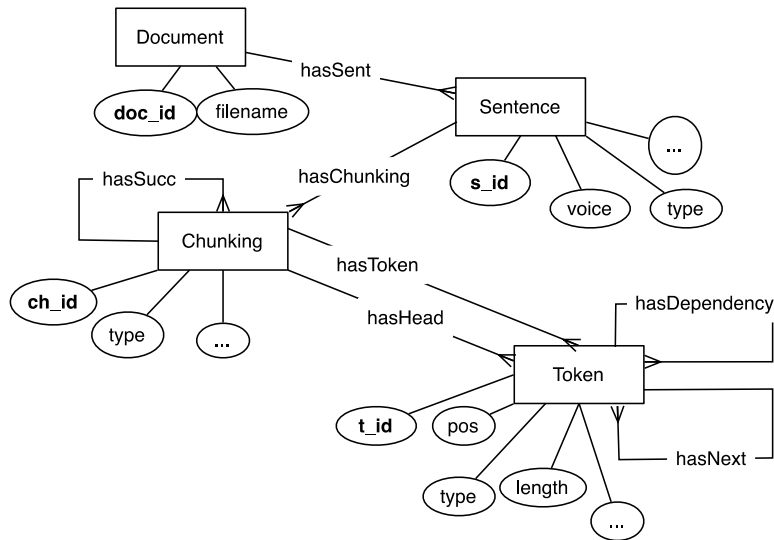 Document
hasSent
doc_id
filename
Sentence
...
hasChunking
s_id
hasSucc
voice
type
Chunking
hasToken
ch_id
hasHead
hasDependency
type
...
Token
t_id
pos
hasNext
type
length
...